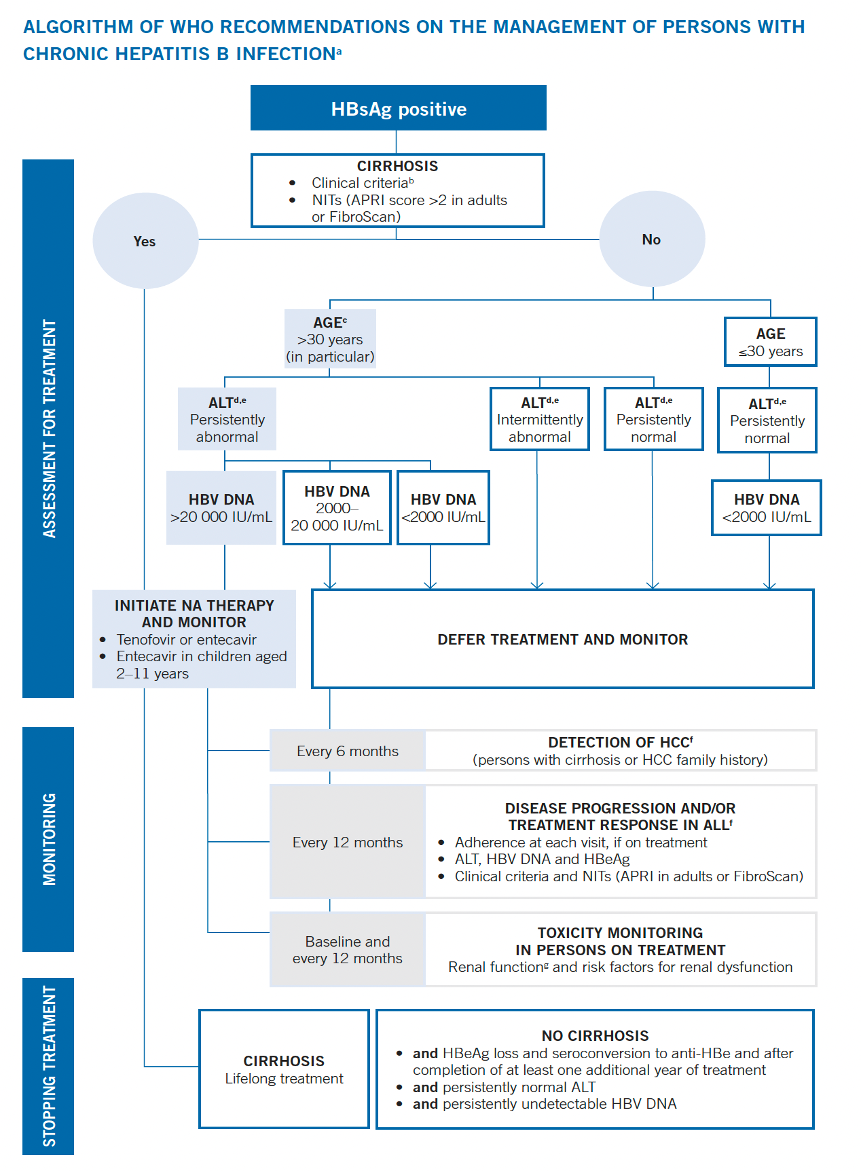 ALGORITHM OF WHO RECOMMENDATIONS ON THE MANAGEMENT OF PERSONS WITH
CHRONIC HEPATITIS B INFECTIONᵃ
HBsAg positive
ASSESSMENT FOR TREATMENT
CIRRHOSIS
• Clinical criteriaᵇ
• NITs (APRI score >2 in adults
or FibroScan)
Yes
No
AGEᶜ
>30 years
(in particular)
AGE
≤30 years
ALTᵈ,ᵉ
Persistently
abnormal
ALTᵈ,ᵉ
Intermittently
abnormal
ALTᵈ,ᵉ
Persistently
normal
ALTᵈ,ᵉ
Persistently
normal
HBV DNA
>20 000 IU/mL
HBV DNA
2000–
20 000 IU/mL
HBV DNA
<2000 IU/mL
HBV DNA
<2000 IU/mL
INITIATE NA THERAPY
AND MONITOR
• Tenofovir or entecavir
• Entecavir in children aged
2–11 years
DEFER TREATMENT AND MONITOR
MONITORING
Every 6 months
DETECTION OF HCCᶠ
(persons with cirrhosis or HCC family history)
Every 12 months
DISEASE PROGRESSION AND/OR
TREATMENT RESPONSE IN ALLᶠ
• Adherence at each visit, if on treatment
• ALT, HBV DNA and HBeAg
• Clinical criteria and NITs (APRI in adults or FibroScan)
Baseline and
every 12 months
TOXICITY MONITORING
IN PERSONS ON TREATMENT
Renal functionᵍ and risk factors for renal dysfunction
STOPPING TREATMENT
CIRRHOSIS
Lifelong treatment
NO CIRRHOSIS
• and HBeAg loss and seroconversion to anti-HBe and after
completion of at least one additional year of treatment
• and persistently normal ALT
• and persistently undetectable HBV DNA